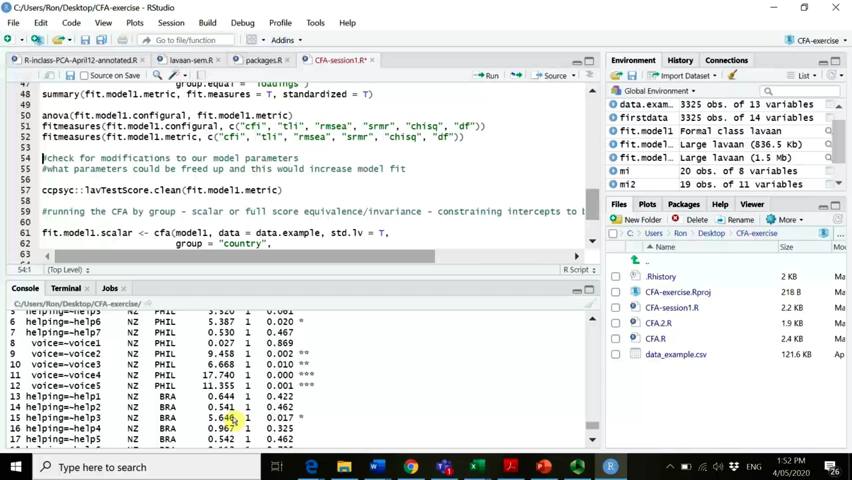 C:/Users/Ron/Desktop/CFA-exercise - RStudio
File Edit Code View Plots Session Build Debug Profile Tools Help
Go to file/function Addins CFA-exercise
R-inclass-PCA-April12-annotated.R lavaan-sem.R packages.R CFA-session1.R*
Source on Save Run Source
47 group.equal = "loadings")
48 summary(fit.model1.metric, fit.measures = T, standardized = T)
49
50 anova(fit.model1.configural, fit.model1.metric)
51 fitmeasures(fit.model1.configural, c("cfi", "tli", "rmsea", "srmr", "chisq", "df"))
52 fitmeasures(fit.model1.metric, c("cfi", "tli", "rmsea", "srmr", "chisq", "df"))
53
54 #check for modifications to our model parameters
55 #what parameters could be freed up and this would increase model fit
56
57 ccpsyc::lavTestScore.clean(fit.model1.metric)
58
59 #running the CFA by group - scalar or full score equivalence/invariance - constraining intercepts to b
60
61 fit.model1.scalar <- cfa(model1, data = data.example, std.lv = T,
62 group = "country",
63
54:1 (Top Level) R Script
Console Terminal Jobs
C:/Users/Ron/Desktop/CFA-exercise/
5 helping=~help5 NZ PHIL 3.520 1 0.061
6 helping=~help6 NZ PHIL 5.387 1 0.020 *
7 helping=~help7 NZ PHIL 0.530 1 0.467
8 voice=~voice1 NZ PHIL 0.027 1 0.869
9 voice=~voice2 NZ PHIL 9.458 1 0.002 **
10 voice=~voice3 NZ PHIL 6.668 1 0.010 **
11 voice=~voice4 NZ PHIL 17.740 1 0.000 ***
12 voice=~voice5 NZ PHIL 11.355 1 0.001 ***
13 helping=~help1 NZ BRA 0.644 1 0.422
14 helping=~help2 NZ BRA 0.541 1 0.462
15 helping=~help3 NZ BRA 5.646 1 0.017 *
16 helping=~help4 NZ BRA 0.967 1 0.325
17 helping=~help5 NZ BRA 0.542 1 0.462
Environment History Connections
Import Dataset List
Global Environment
data.exam… 3325 obs. of 13 variables
firstdata 3325 obs. of 14 variables
fit.model1 Formal class lavaan
fit.mode… Large lavaan (836.5 Kb)
fit.mode… Large lavaan (1.5 Mb)
mi 20 obs. of 8 variables
mi2 19 obs. of 11 variables
Files Plots Packages Help Viewer
New Folder Delete Rename More
C: Users Ron Desktop CFA-exercise ...
Name Size Modified
..
.Rhistory 0 B
CFA-exercise.Rproj 218 B
CFA-session1.R 2.2 KB
CFA.2.R 1.9 KB
CFA.R 2.4 KB
data_example.csv 121.6 KB
Type here to search
ENG
1:52 PM
4/05/2020
26